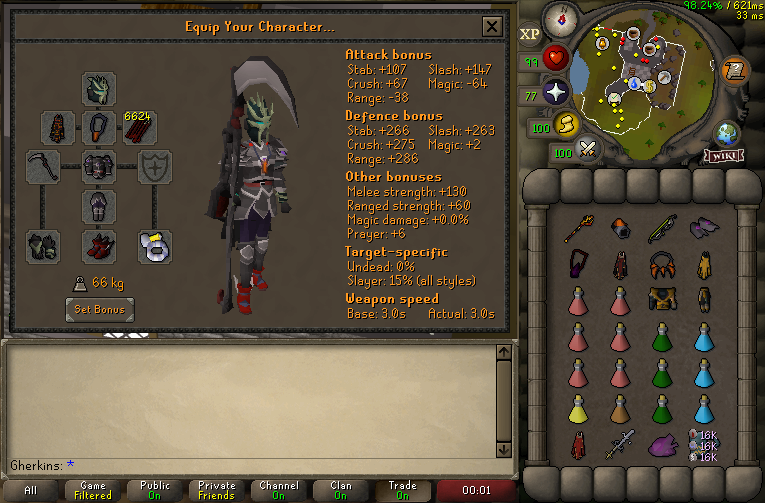 Equip Your Character...
6624
66 kg
Set Bonus
Attack bonus
Stab: +107 Slash: +147
Crush: +67 Magic: -64
Range: -38
Defence bonus
Stab: +266 Slash: +263
Crush: +275 Magic: +2
Range: +286
Other bonuses
Melee strength: +130
Ranged strength: +60
Magic damage: +0.0%
Prayer: +6
Target-specific
Undead: 0%
Slayer: 15% (all styles)
Weapon speed
Base: 3.0s Actual: 3.0s
98.24% / 621ms
33 ms
XP
99
77
100
100
WIKI
16K
16K
16K
Gherkins: *
All
Game
Filtered
Public
On
Private
Friends
Channel
On
Clan
On
Trade
On
00:01